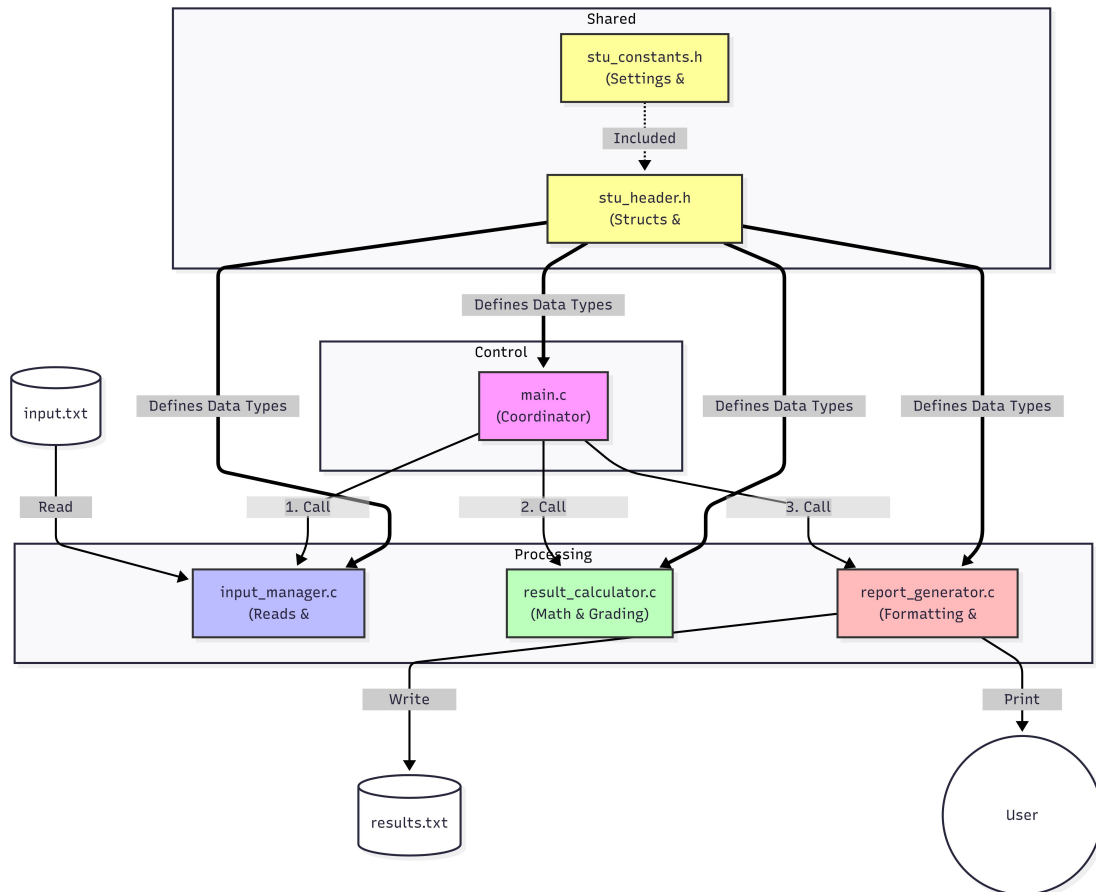 Shared
stu_constants.h
(Settings &
Included
stu_header.h
(Structs &
Defines Data Types
Control
main.c
(Coordinator)
input.txt
Defines Data Types
Defines Data Types
Defines Data Types
Read
1. Call
2. Call
3. Call
Processing
input_manager.c
(Reads &
result_calculator.c
(Math & Grading)
report_generator.c
(Formatting &
Write
Print
results.txt
User